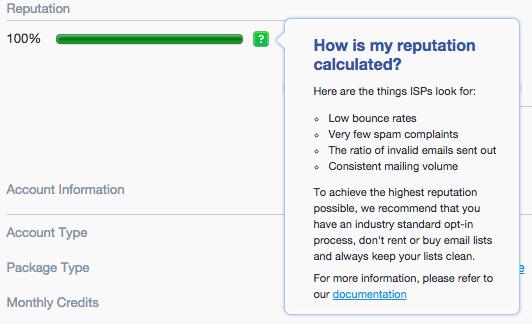 Reputation
100%
?
How is my reputation
calculated?
Here are the things ISPs look for:
Low bounce rates
Very few spam complaints
The ratio of invalid emails sent out
Consistent mailing volume
To achieve the highest reputation
possible, we recommend that you
have an industry standard opt-in
process, don't rent or buy email lists
and always keep your lists clean.
For more information, please refer to
our documentation
Account Information
Account Type
Package Type
Monthly Credits